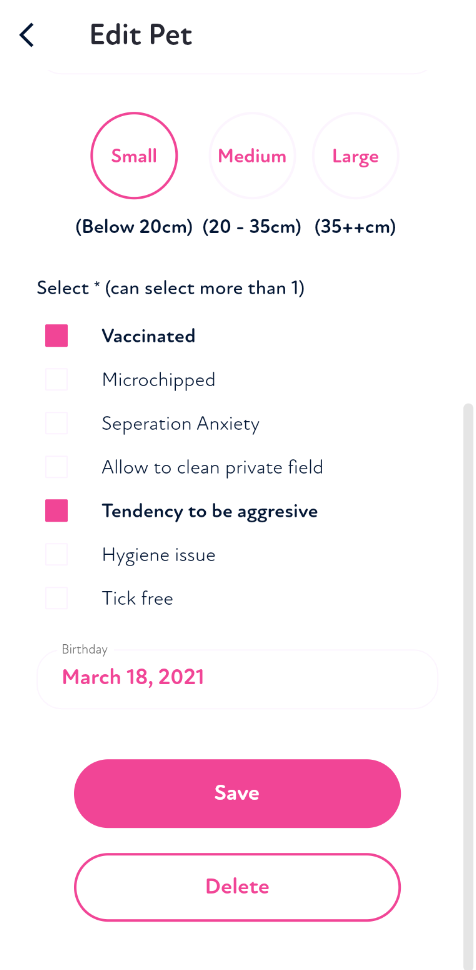 Edit Pet
Small Medium Large
(Below 20cm) (20 - 35cm) (35++cm)
Select * (can select more than 1)
Vaccinated
Microchipped
Seperation Anxiety
Allow to clean private field
Tendency to be aggresive
Hygiene issue
Tick free
Birthday
March 18, 2021
Save
Delete